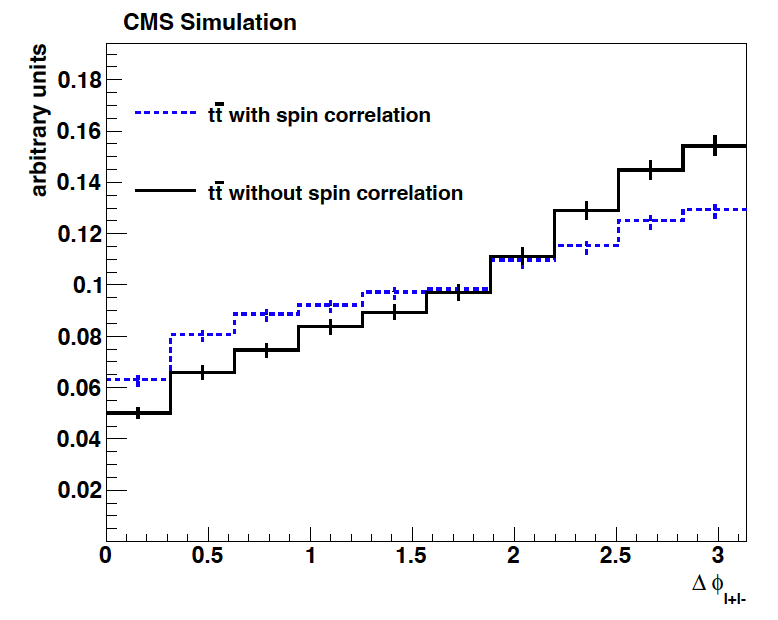 CMS Simulation
arbitrary units
0.18
0.16
0.14
0.12
0.1
0.08
0.06
0.04
0.02
tt̅ with spin correlation
tt̅ without spin correlation
0 0.5 1 1.5 2 2.5 3
Δ ϕ l+l-